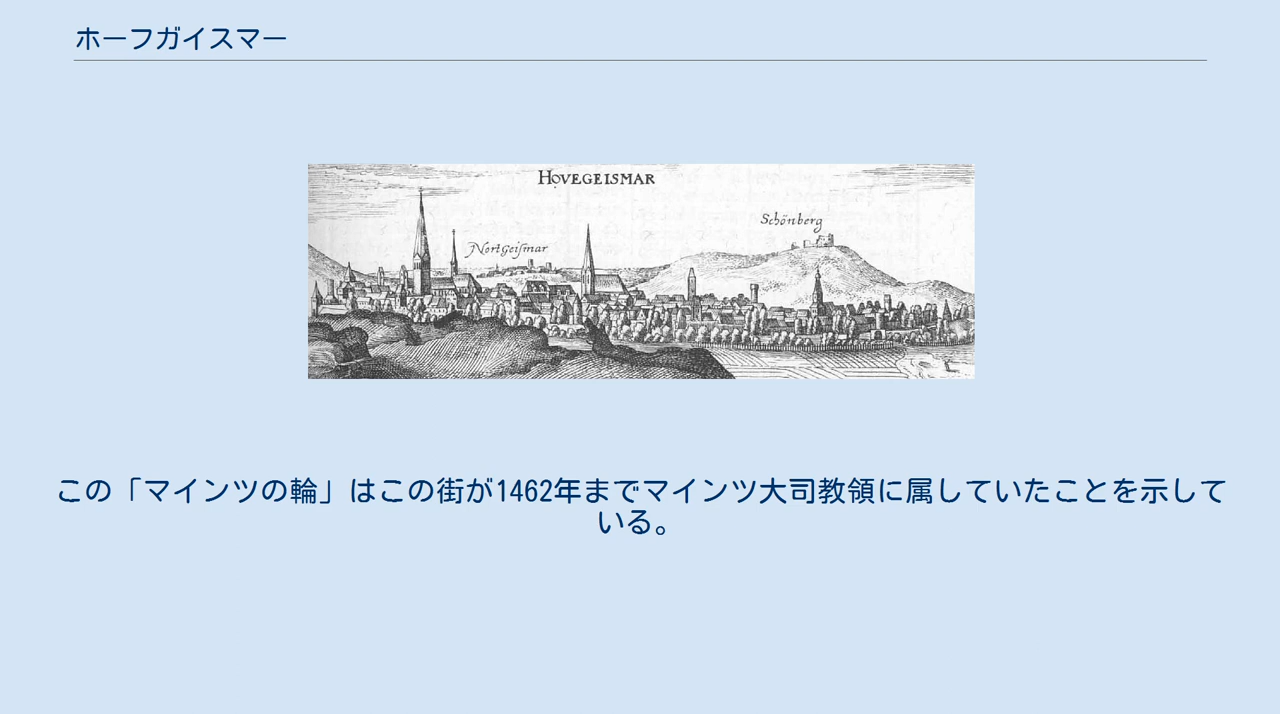 ホーフガイスマー
HOVEGEISMAR
Schönberg
Nortgeiſmar
この「マインツの輪」はこの街が1462年までマインツ大司教領に属していたことを示して
いる。